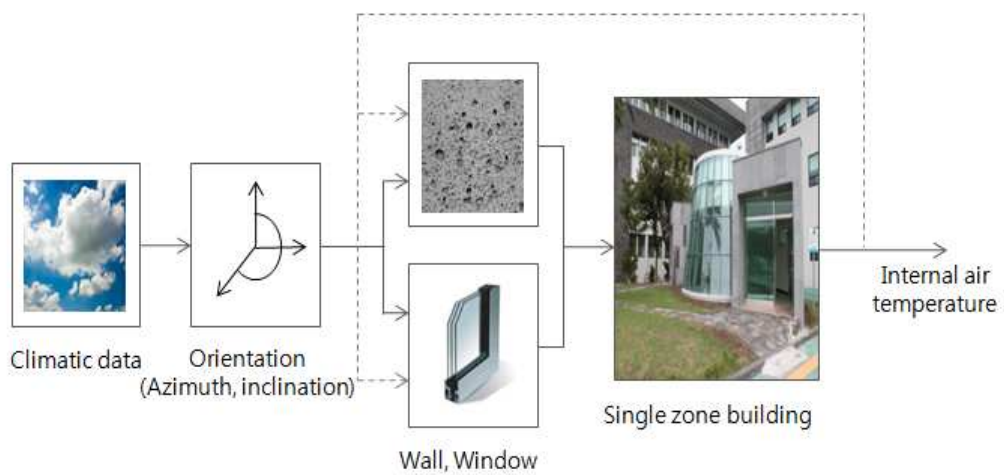 Climatic data
Orientation
(Azimuth, inclination)
Wall, Window
Single zone building
Internal air
temperature